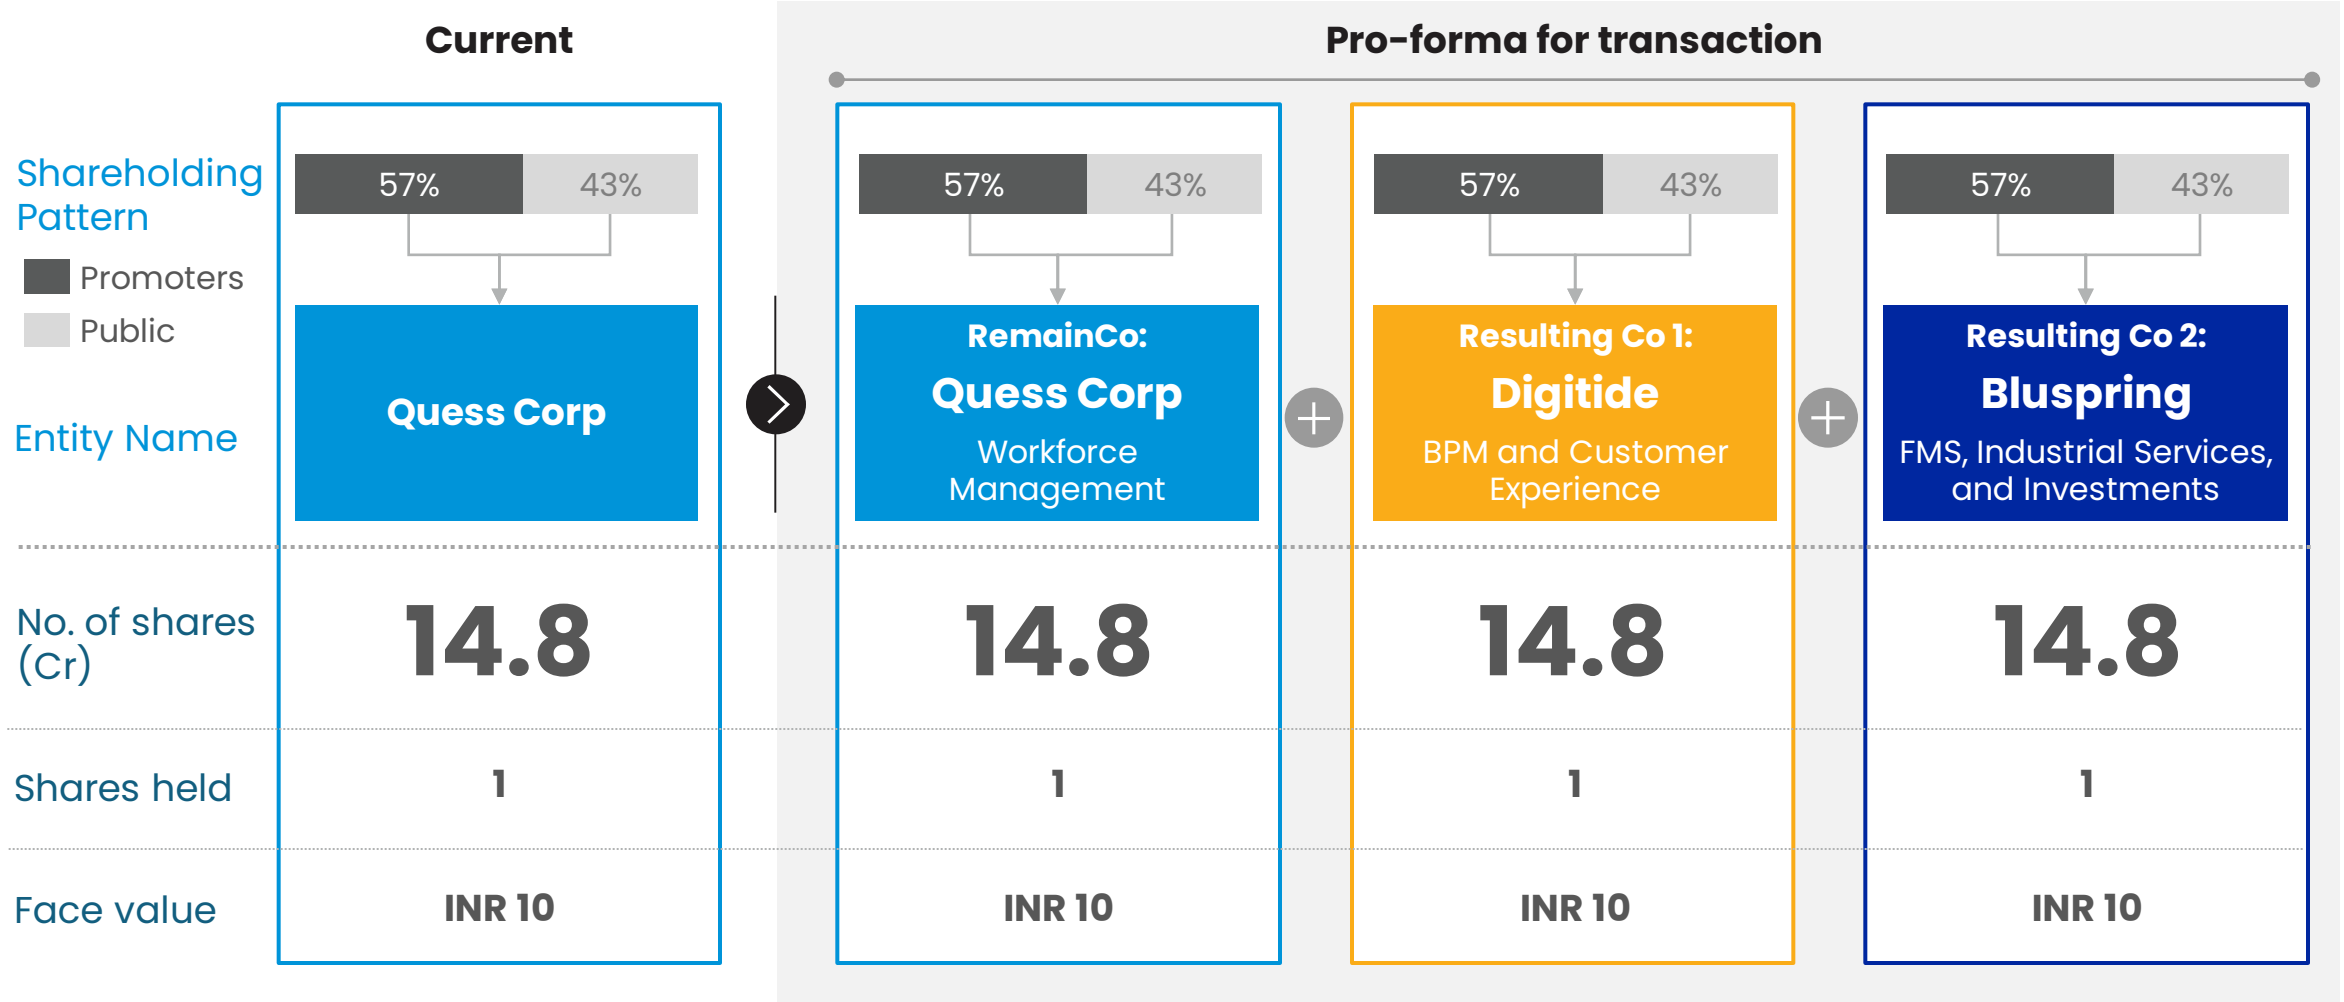 Current
Pro-forma for transaction
Shareholding
Pattern
Promoters
Public
57% 43%
57% 43%
57% 43%
57% 43%
Entity Name
Quess Corp
RemainCo:
Quess Corp
Workforce
Management
Resulting Co 1:
Digitide
BPM and Customer
Experience
Resulting Co 2:
Bluspring
FMS, Industrial Services,
and Investments
No. of shares
(Cr)
14.8
14.8
14.8
14.8
Shares held
1
1
1
1
Face value
INR 10
INR 10
INR 10
INR 10